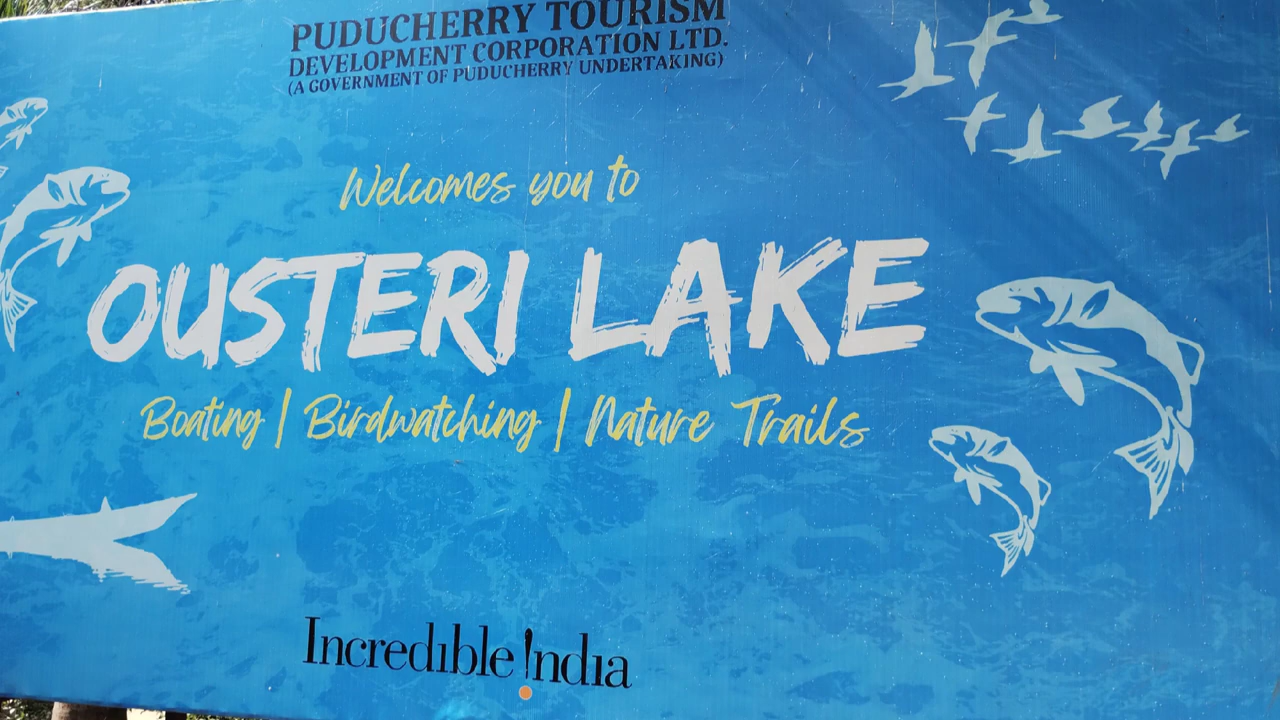 PUDUCHERRY TOURISM
DEVELOPMENT CORPORATION LTD.
(A GOVERNMENT OF PUDUCHERRY UNDERTAKING)
Welcomes you to
OUSTERI LAKE
Boating | Birdwatching | Nature Trails
Incredible !ndia